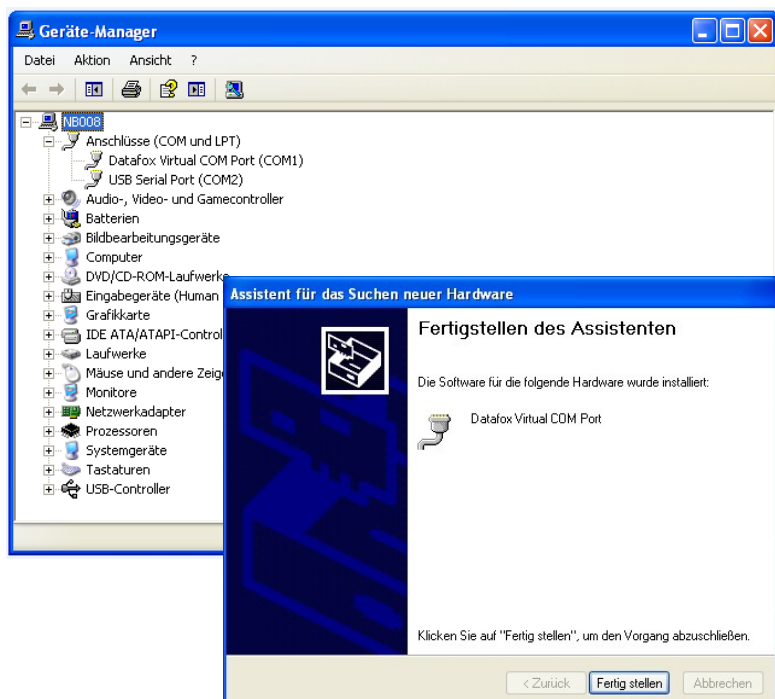 Geräte-Manager
Datei Aktion Ansicht ?
NB008
Anschlüsse (COM und LPT)
Datafox Virtual COM Port (COM1)
USB Serial Port (COM2)
Audio-, Video- und Gamecontroller
Batterien
Bildbearbeitungsgeräte
Computer
DVD/CD-ROM-Laufwerke
Eingabegeräte (Human
Grafikkarte
IDE ATA/ATAPI-Control
Laufwerke
Mäuse und andere Zeig
Monitore
Netzwerkadapter
Prozessoren
Systemgeräte
Tastaturen
USB-Controller
Assistent für das Suchen neuer Hardware
Fertigstellen des Assistenten
Die Software für die folgende Hardware wurde installiert:
Datafox Virtual COM Port
Klicken Sie auf "Fertig stellen", um den Vorgang abzuschließen.
< Zurück Fertig stellen Abbrechen